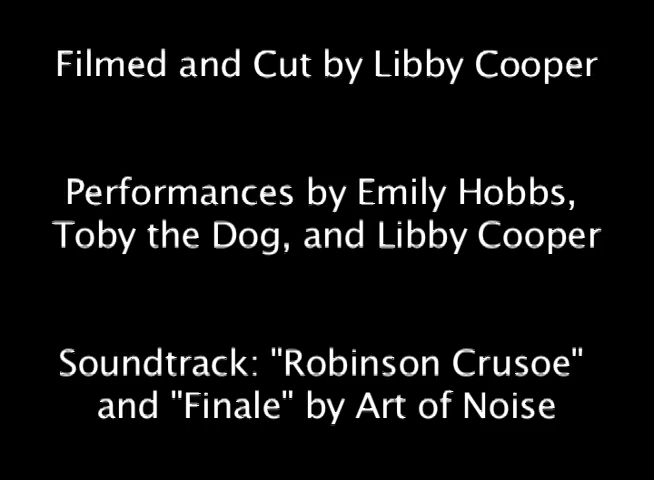 Filmed and Cut by Libby Cooper
Performances by Emily Hobbs,
Toby the Dog, and Libby Cooper
Soundtrack: "Robinson Crusoe"
and "Finale" by Art of Noise